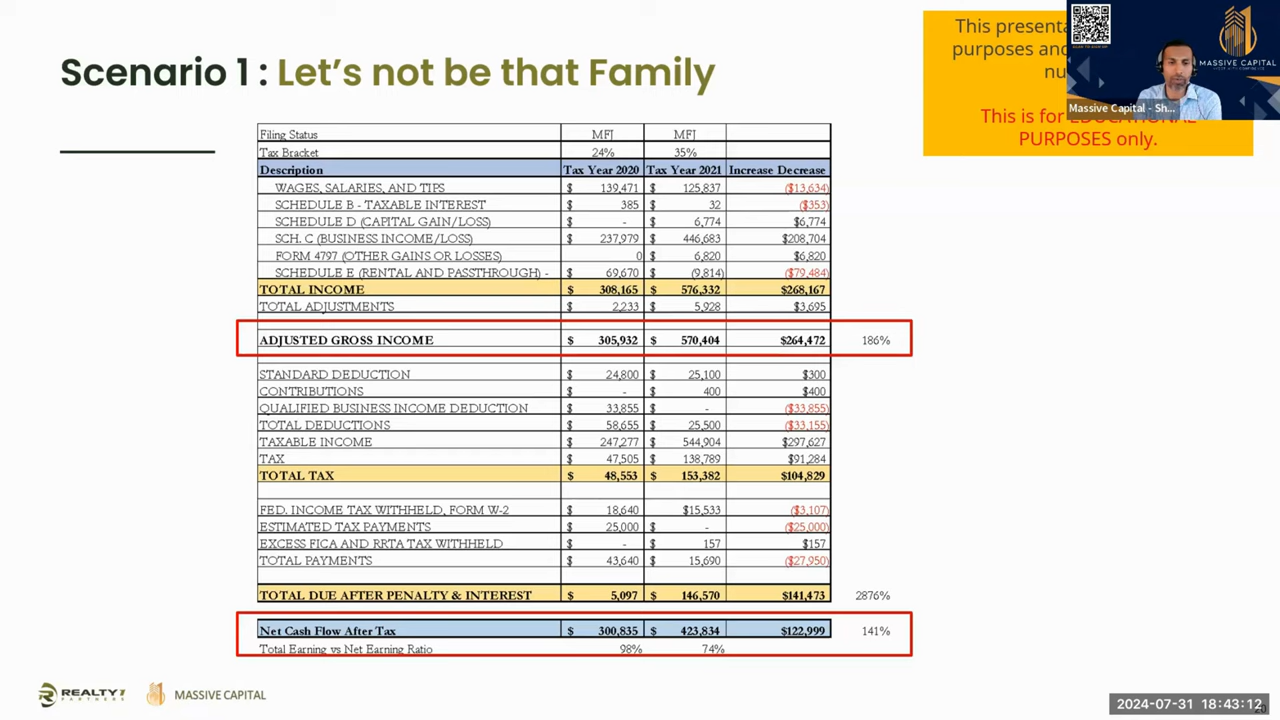 Scenario 1 : Let's not be that Family
This presenta
purposes and
nu
This is for EDUCATIONAL
PURPOSES only.
MASSIVE CAPITAL
Massive Capital - Sh...
Filing Status MFJ MFJ
Tax Bracket 24% 35%
Description Tax Year 2020 Tax Year 2021 Increase Decrease
WAGES, SALARIES, AND TIPS $ 139,471 $ 125,837 ($13,634)
SCHEDULE B - TAXABLE INTEREST $ 385 $ 32 ($353)
SCHEDULE D (CAPITAL GAIN/LOSS) $ - $ 6,774 $6,774
SCH. C (BUSINESS INCOME/LOSS) $ 237,979 $ 446,683 $208,704
FORM 4797 (OTHER GAINS OR LOSSES) 0 $ 6,820 $6,820
SCHEDULE E (RENTAL AND PASSTHROUGH) - $ 69,670 $ (9,814) ($79,484)
TOTAL INCOME $ 308,165 $ 576,332 $268,167
TOTAL ADJUSTMENTS $ 2,233 $ 5,928 $3,695
ADJUSTED GROSS INCOME $ 305,932 $ 570,404 $264,472 186%
STANDARD DEDUCTION $ 24,800 $ 25,100 $300
CONTRIBUTIONS $ - $ 400 $400
QUALIFIED BUSINESS INCOME DEDUCTION $ 33,855 $ - ($33,855)
TOTAL DEDUCTIONS $ 58,655 $ 25,500 ($33,155)
TAXABLE INCOME $ 247,277 $ 544,904 $297,627
TAX $ 47,505 $ 138,789 $91,284
TOTAL TAX $ 48,553 $ 153,382 $104,829
FED. INCOME TAX WITHHELD, FORM W-2 $ 18,640 $15,533 ($3,107)
ESTIMATED TAX PAYMENTS $ 25,000 $ - ($25,000)
EXCESS FICA AND RRTA TAX WITHHELD $ - $ 157 $157
TOTAL PAYMENTS $ 43,640 $ 15,690 ($27,950)
TOTAL DUE AFTER PENALTY & INTEREST $ 5,097 $ 146,570 $141,473 2876%
Net Cash Flow After Tax $ 300,835 $ 423,834 $122,999 141%
Total Earning vs Net Earning Ratio 98% 74%
REALTY
PARTNERS
MASSIVE CAPITAL
2024-07-31 18:43:12
20